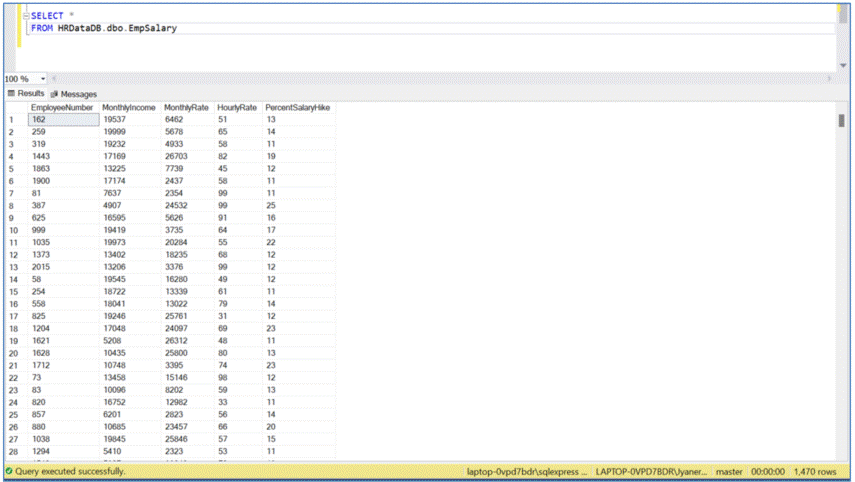 SELECT *
FROM HRDataDB.dbo.EmpSalary
100 %
Results Messages
EmployeeNumber MonthlyIncome MonthlyRate HourlyRate PercentSalaryHike
1 162 19537 6462 51 13
2 259 19999 5678 65 14
3 319 19232 4933 58 11
4 1443 17169 26703 82 19
5 1863 13225 7739 45 12
6 1900 17174 2437 58 11
7 81 7637 2354 99 11
8 387 4907 24532 99 25
9 625 16595 5626 91 16
10 999 19419 3735 64 17
11 1035 19973 20284 55 22
12 1373 13402 18235 68 12
13 2015 13206 3376 99 12
14 58 19545 16280 49 12
15 254 18722 13339 61 11
16 558 18041 13022 79 14
17 825 19246 25761 31 12
18 1204 17048 24097 69 23
19 1621 5208 26312 48 11
20 1628 10435 25800 80 13
21 1712 10748 3395 74 23
22 73 13458 15146 98 12
23 83 10096 8202 59 13
24 820 16752 12982 33 11
25 857 6201 2823 56 14
26 880 10685 23457 66 20
27 1038 19845 25846 57 15
28 1294 5410 2323 53 11
Query executed successfully. laptop-0vpd7bdr\sqlexpress ... LAPTOP-0VPD7BDR\Jyaner... master 00:00:00 1,470 rows